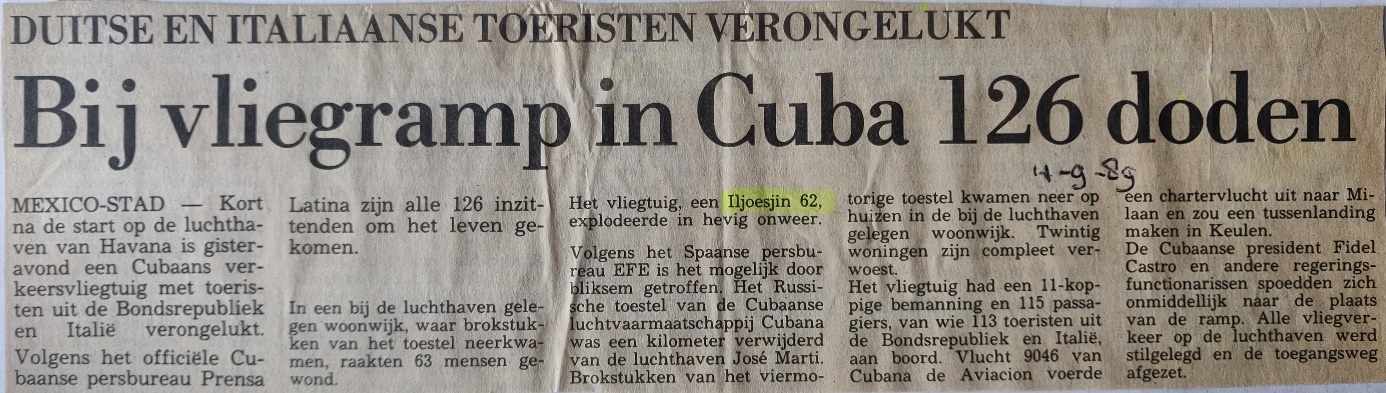 DUITSE EN ITALIAANSE TOERISTEN VERONGELUKT
Bij vliegramp in Cuba 126 doden
4-9-89
MEXICO-STAD — Kort
na de start op de luchtha-
ven van Havana is gister-
avond een Cubaans ver-
keersvliegtuig met toeris-
ten uit de Bondsrepubliek
en Italië verongelukt.
Volgens het officiële Cu-
baanse persbureau Prensa
Latina zijn alle 126 inzit-
tenden om het leven ge-
komen.
In een bij de luchthaven gele-
gen woonwijk, waar brokstuk-
ken van het toestel neerkwa-
men, raakten 63 mensen ge-
wond.
Het vliegtuig, een Iljoesjin 62,
explodeerde in hevig onweer.
Volgens het Spaanse persbu-
reau EFE is het mogelijk door
bliksem getroffen. Het Russi-
sche toestel van de Cubaanse
luchtvaarmaatschappij Cubana
was een kilometer verwijderd
van de luchthaven José Marti.
Brokstukken van het viermo-
torige toestel kwamen neer op
huizen in de bij de luchthaven
gelegen woonwijk. Twintig
woningen zijn compleet ver-
woest.
Het vliegtuig had een 11-kop-
pige bemanning en 115 passa-
giers, van wie 113 toeristen uit
de Bondsrepubliek en Italië,
aan boord. Vlucht 9046 van
Cubana de Aviacion voerde
een chartervlucht uit naar Mi-
laan en zou een tussenlanding
maken in Keulen.
De Cubaanse president Fidel
Castro en andere regerings-
functionarissen spoedden zich
onmiddellijk naar de plaats
van de ramp. Alle vliegver-
keer op de luchthaven werd
stilgelegd en de toegangsweg
afgezet.